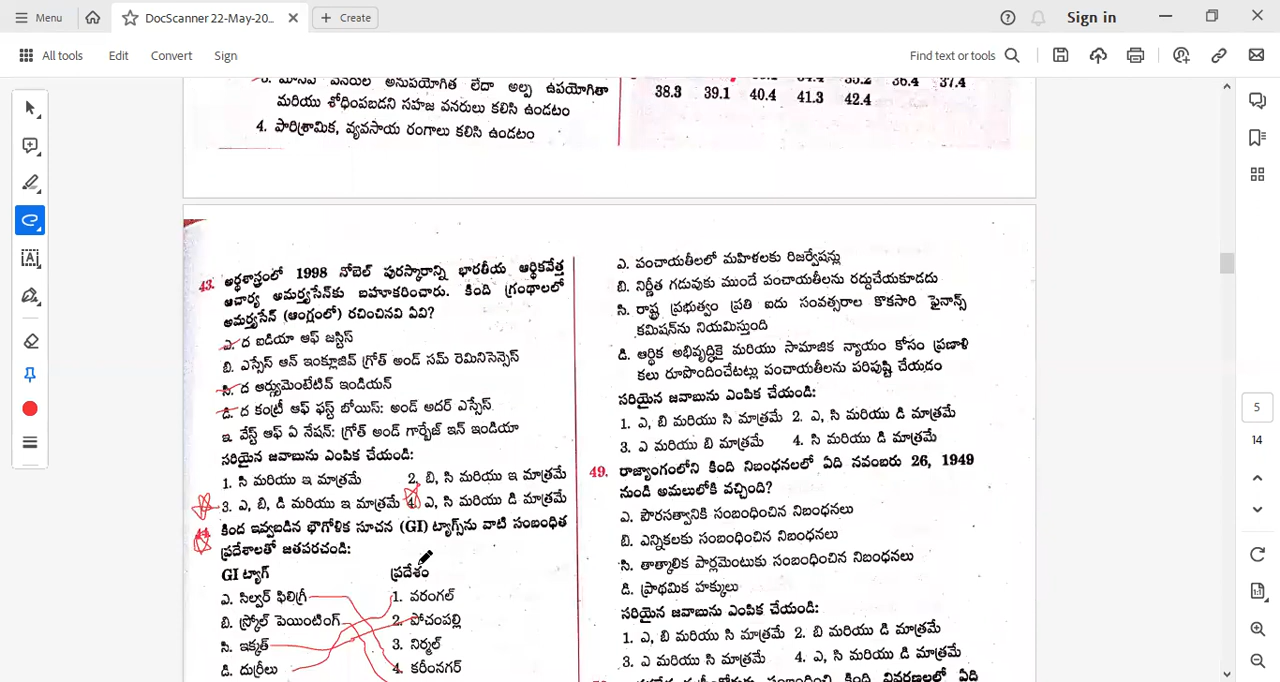 Menu
DocScanner 22-May-20...
Create
Sign in
All tools
Edit
Convert
Sign
Find text or tools
వనరుల అనుపయోగిత లేదా అల్ప ఉపయోగితా
మరియు శోధింపబడని సహజ వనరులు కలిసి ఉండటం
4. పారిశ్రామిక, వ్యవసాయ రంగాలు కలిసి ఉండటం
36.4 37.4
38.3 39.1 40.4 41.3 42.4
43. అర్థశాస్త్రంలో 1998 నోబెల్ పురస్కారాన్ని భారతీయ ఆర్థికవేత్త
ఆచార్య అమర్త్యసేన్‌కు బహూకరించారు. కింది గ్రంథాలలో
అమర్త్యసేన్ (ఆంగ్లంలో) రచించినవి ఏవి?
ఎ. ద ఐడియా ఆఫ్ జస్టిస్
బి. ఎస్సేస్ ఆన్ ఇంక్లూజివ్ గ్రోత్ అండ్ సమ్ రెమినిసెన్సెస్
సి. ద ఆర్గ్యుమెంటేటివ్ ఇండియన్
డి. ద కంట్రీ ఆఫ్ ఫస్ట్ బోయిస్: అండ్ అదర్ ఎస్సేస్
ఇ. వేస్ట్ ఆఫ్ ఏ నేషన్: గ్రోత్ అండ్ గార్బేజ్ ఇన్ ఇండియా
సరియైన జవాబును ఎంపిక చేయండి:
1. సి మరియు ఇ మాత్రమే 2. బి, సి మరియు ఇ మాత్రమే
3. ఎ, బి, డి మరియు ఇ మాత్రమే 4. ఎ, సి మరియు డి మాత్రమే
44. కింద ఇవ్వబడిన భౌగోళిక సూచన (GI) ట్యాగ్స్‌ను వాటి సంబంధిత
ప్రదేశాలతో జతపరచండి:
GI ట్యాగ్ ప్రదేశం
ఎ. సిల్వర్ ఫిలిగ్రీ 1. వరంగల్
బి. స్క్రోల్ పెయింటింగ్ 2. పోచంపల్లి
సి. ఇక్కత్ 3. నిర్మల్
డి. దుర్రీలు 4. కరీంనగర్
ఎ. పంచాయతీలలో మహిళలకు రిజర్వేషన్లు
బి. నిర్ణీత గడువుకు ముందే పంచాయతీలను రద్దుచేయకూడదు
సి. రాష్ట్ర ప్రభుత్వం ప్రతి ఐదు సంవత్సరాల కొకసారి ఫైనాన్స్
కమిషన్‌ను నియమిస్తుంది
డి. ఆర్థిక అభివృద్ధికై మరియు సామాజిక న్యాయం కోసం ప్రణాళి
కలు రూపొందించేటట్లు పంచాయతీలను పరిపుష్టి చేయడం
సరియైన జవాబును ఎంపిక చేయండి:
1. ఎ, బి మరియు సి మాత్రమే 2. ఎ, సి మరియు డి మాత్రమే
3. ఎ మరియు బి మాత్రమే 4. సి మరియు డి మాత్రమే
49. రాజ్యాంగంలోని కింది నిబంధనలలో ఏది నవంబరు 26, 1949
నుండి అమలులోకి వచ్చింది?
ఎ. పౌరసత్వానికి సంబంధించిన నిబంధనలు
బి. ఎన్నికలకు సంబంధించిన నిబంధనలు
సి. తాత్కాలిక పార్లమెంటుకు సంబంధించిన నిబంధనలు
డి. ప్రాథమిక హక్కులు
సరియైన జవాబును ఎంపిక చేయండి:
1. ఎ, బి మరియు సి మాత్రమే 2. బి మరియు డి మాత్రమే
3. ఎ మరియు సి మాత్రమే 4. ఎ, సి మరియు డి మాత్రమే
5
14